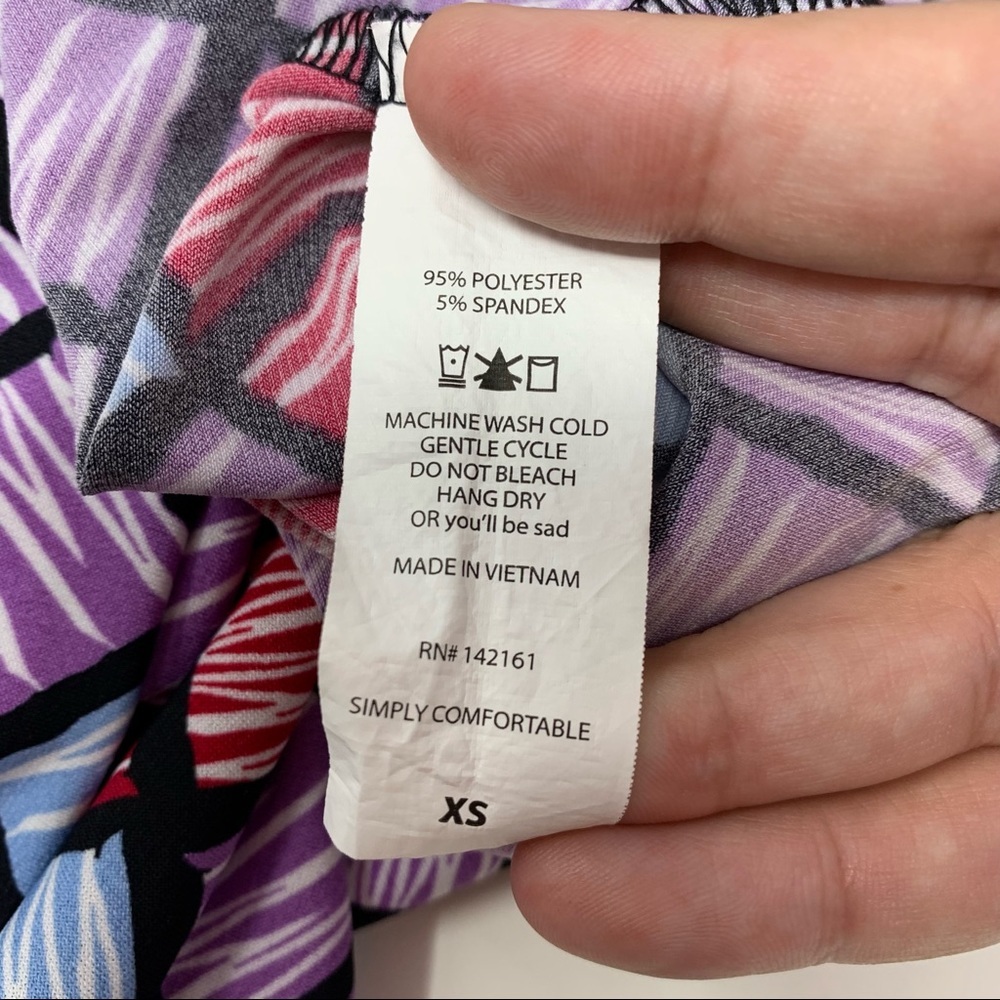 95% POLYESTER
5% SPANDEX
MACHINE WASH COLD
GENTLE CYCLE
DO NOT BLEACH
HANG DRY
OR you'll be sad
MADE IN VIETNAM
RN# 142161
SIMPLY COMFORTABLE
XS